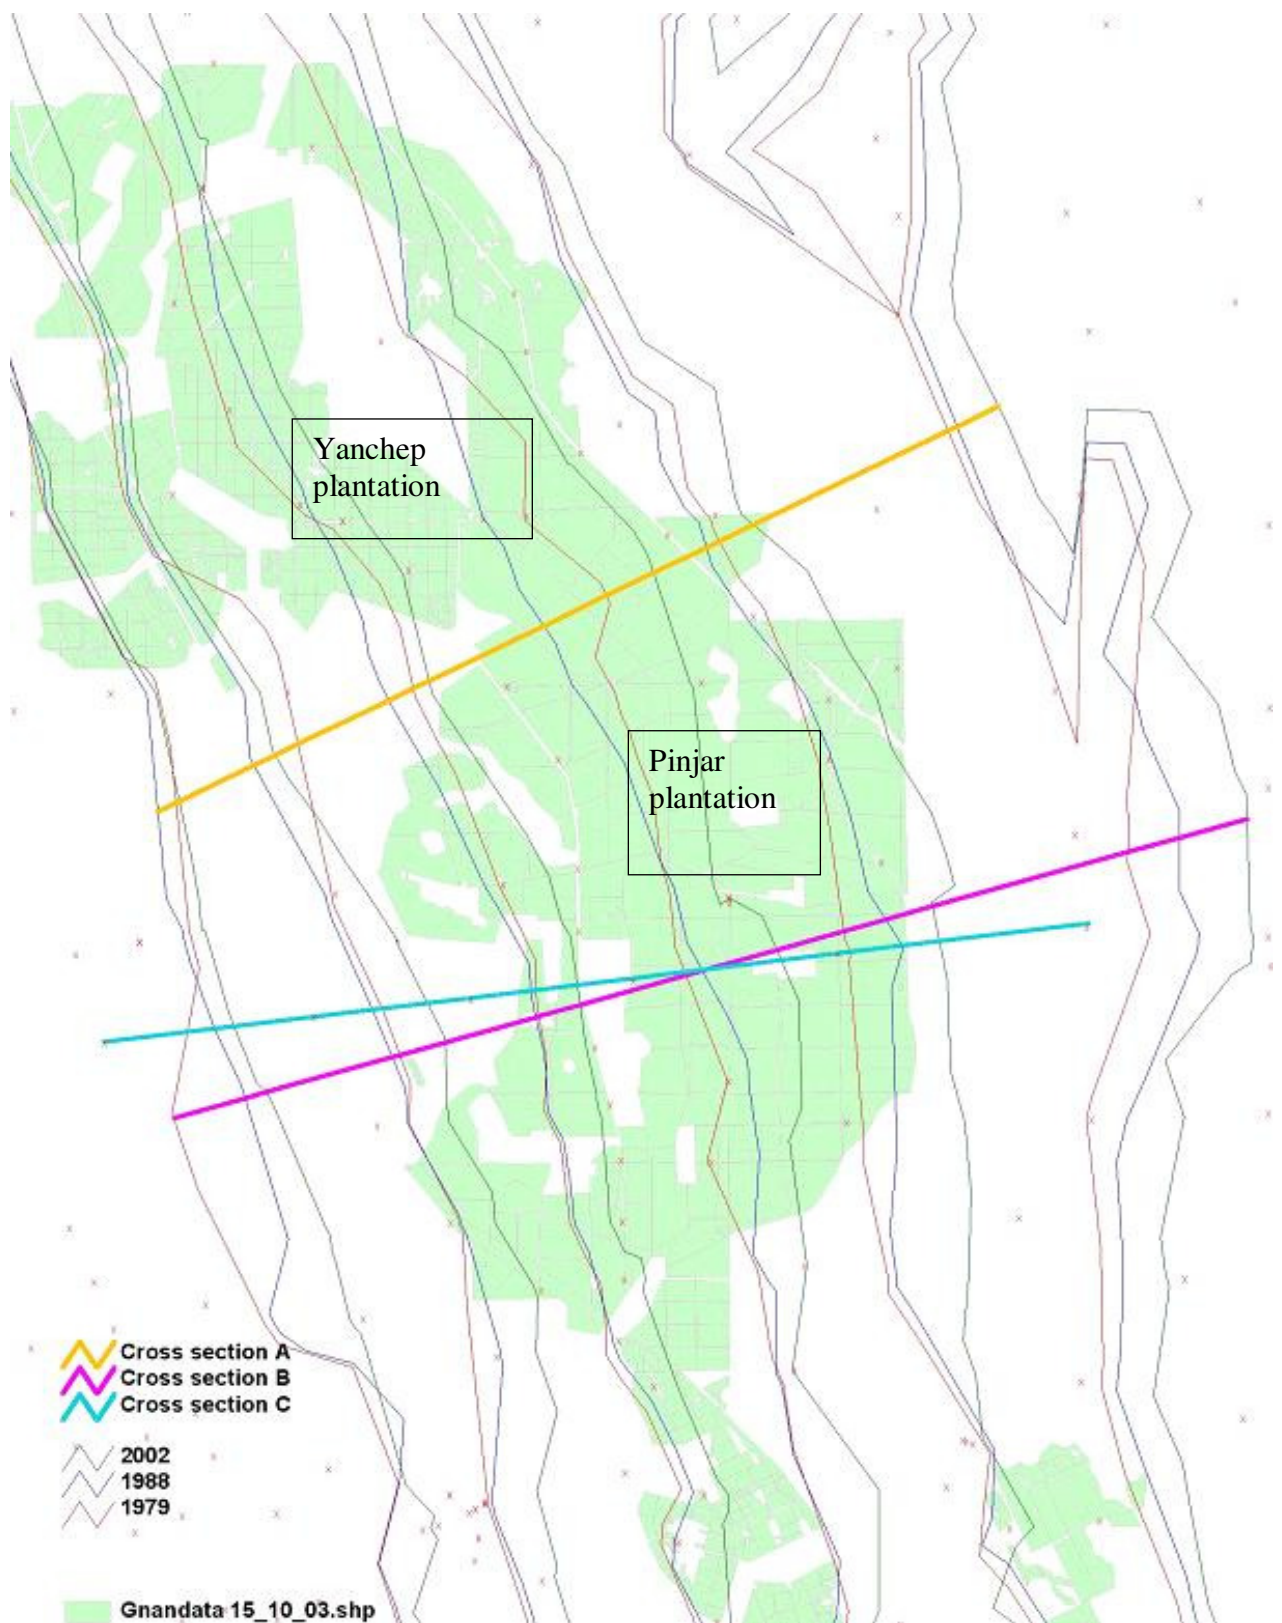 Yanchep
plantation
Pinjar
plantation
Cross section A
Cross section B
Cross section C
2002
1988
1979
Gnandata 15_10_03.shp